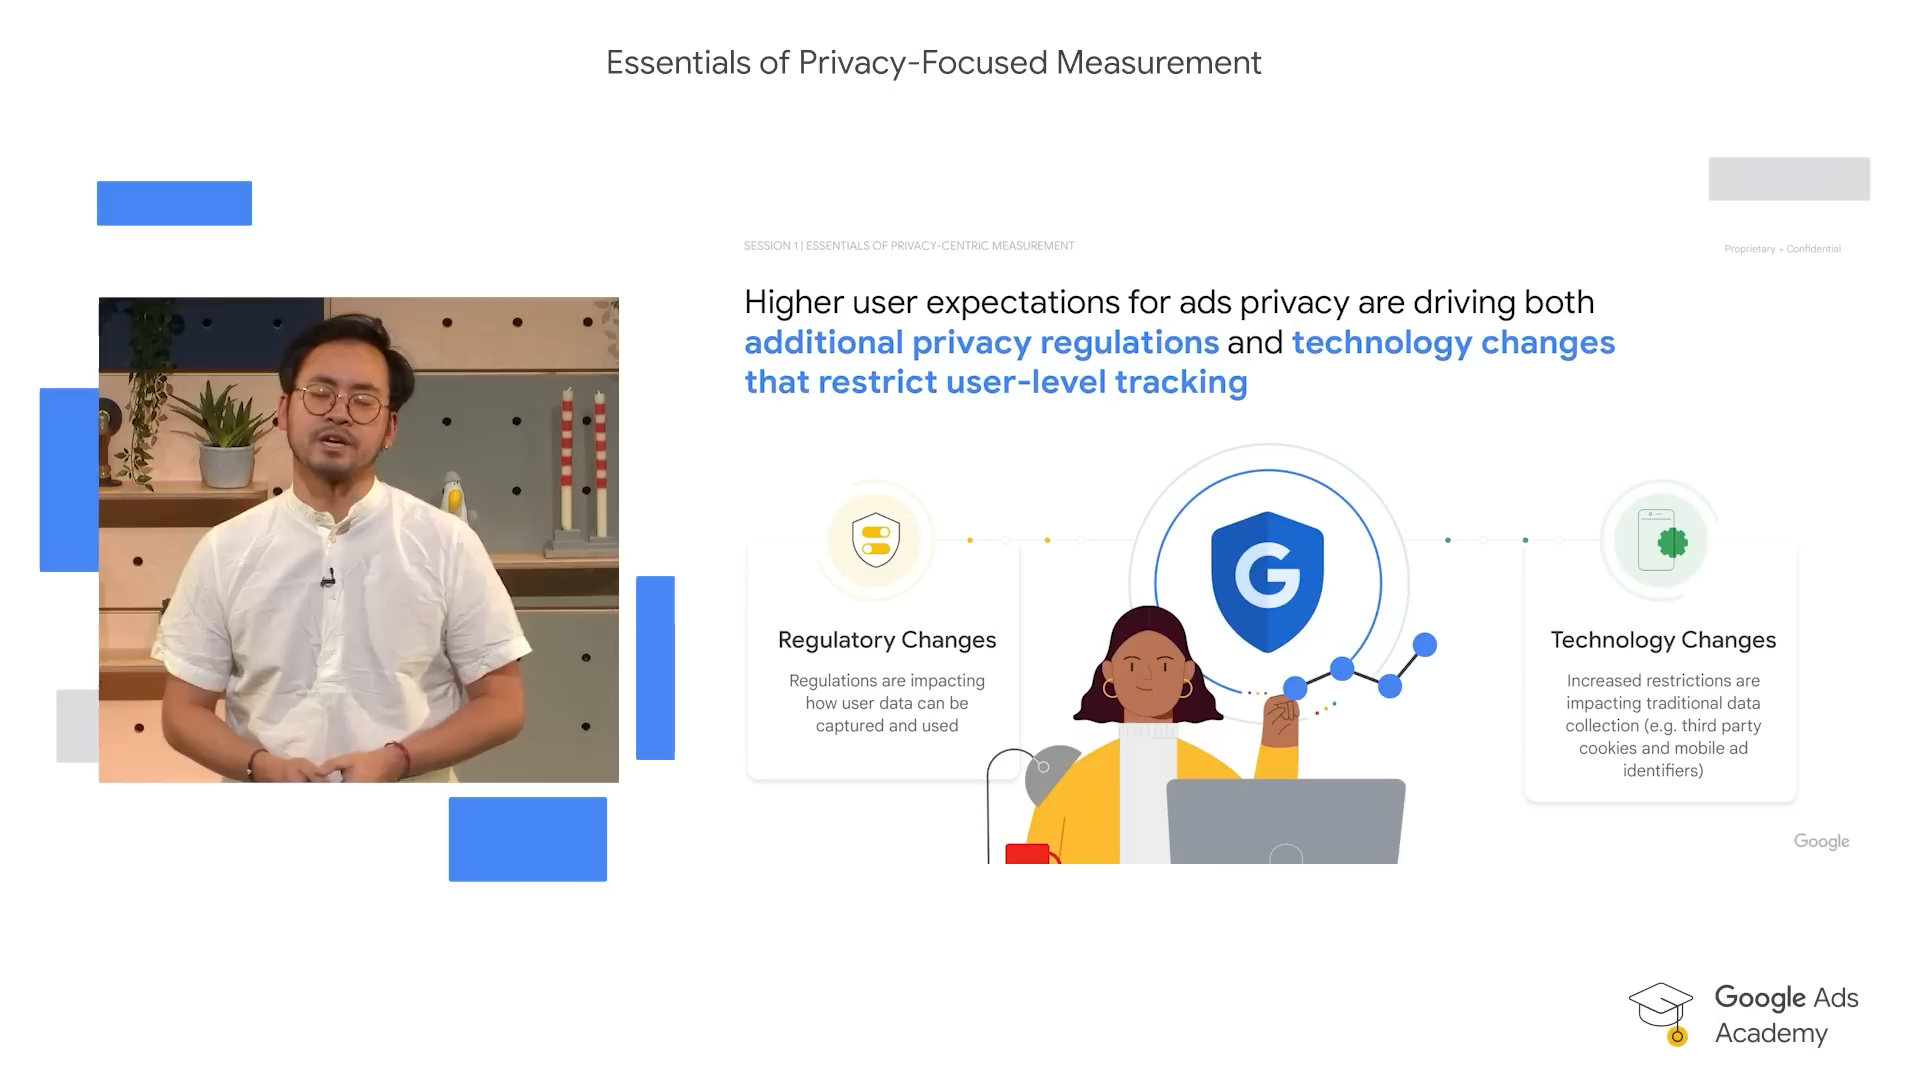 Essentials of Privacy-Focused Measurement
SESSION 1 | ESSENTIALS OF PRIVACY-CENTRIC MEASUREMENT
Proprietary + Confidential
Higher user expectations for ads privacy are driving both
additional privacy regulations and technology changes
that restrict user-level tracking
G
Regulatory Changes
Regulations are impacting
how user data can be
captured and used
Technology Changes
Increased restrictions are
impacting traditional data
collection (e.g. third party
cookies and mobile ad
identifiers)
Google
Google Ads
Academy